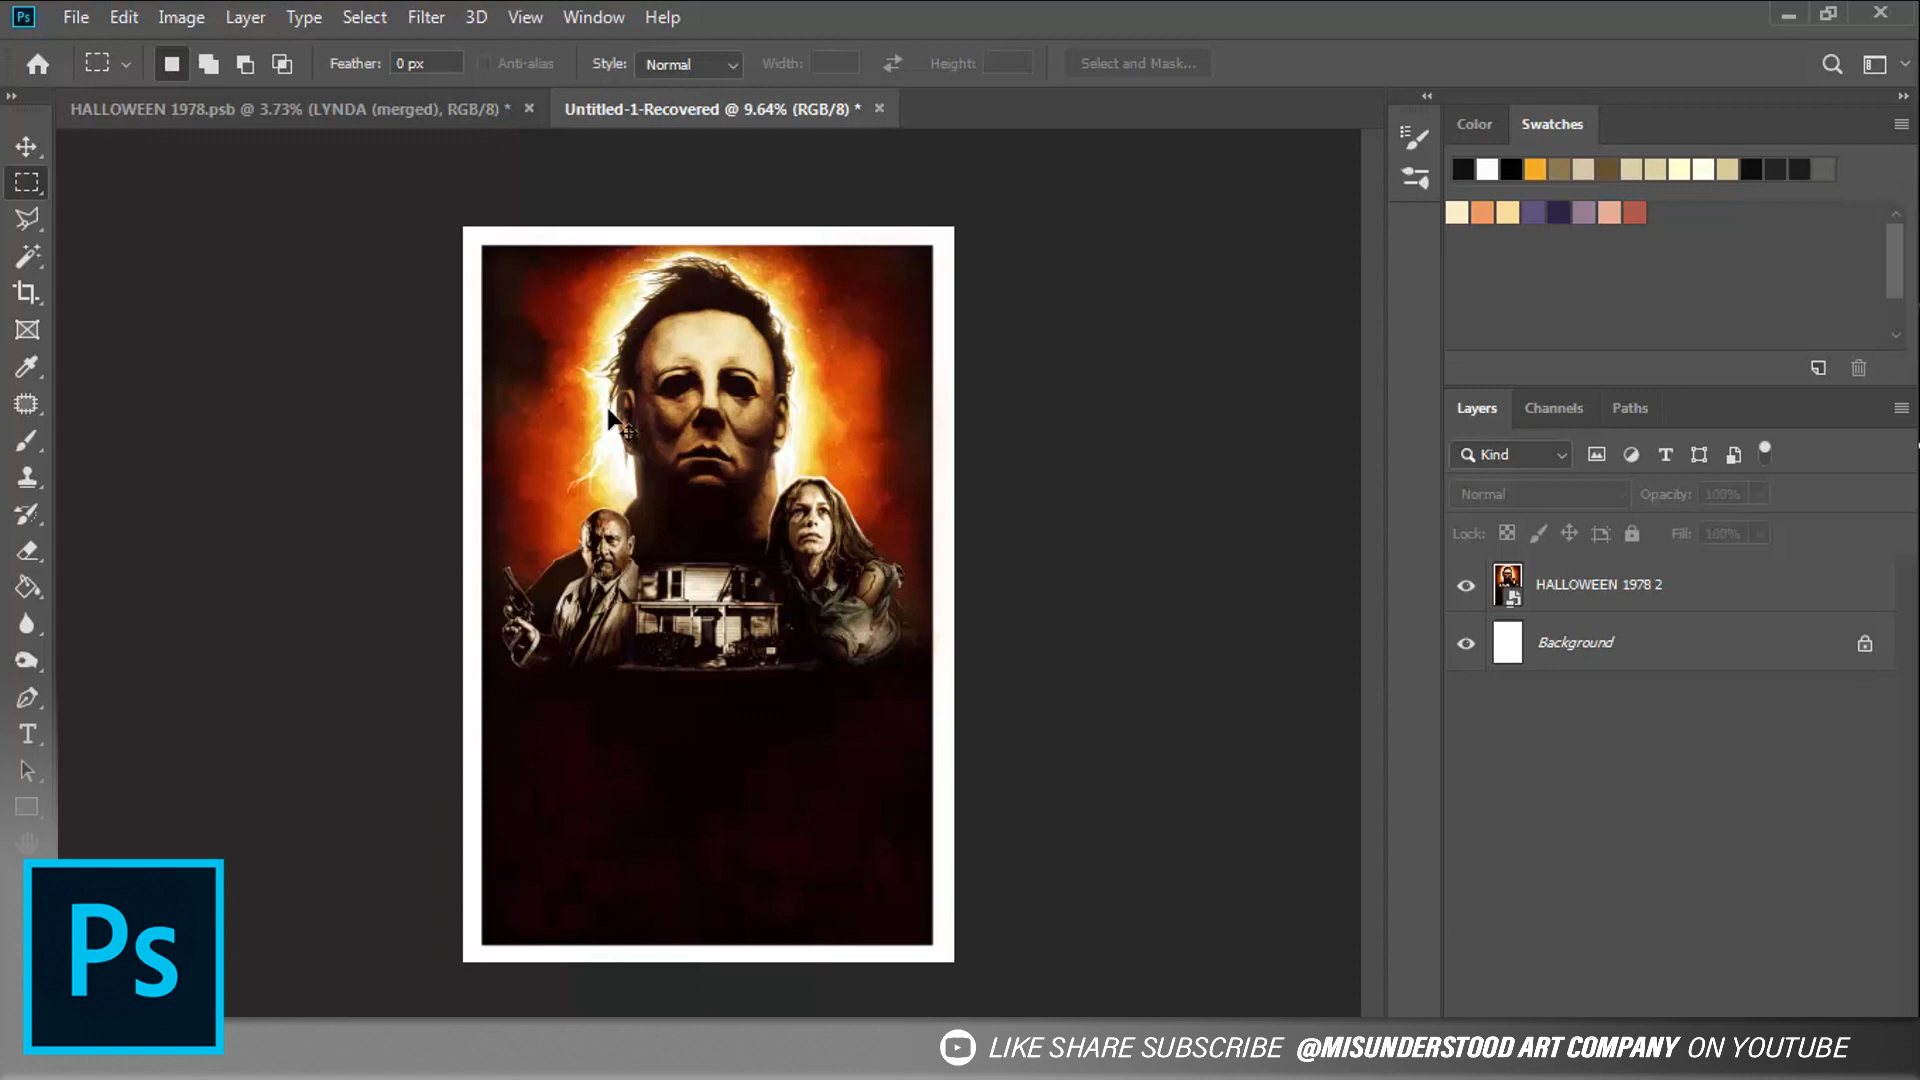 Ps File Edit Image Layer Type Select Filter 3D View Window Help
Feather: 0 px Anti-alias Style: Normal Width: Height: Select and Mask...
HALLOWEEN 1978.psb @ 3.73% (LYNDA (merged), RGB/8) * Untitled-1-Recovered @ 9.64% (RGB/8) *
Color Swatches
Layers Channels Paths
Kind
Normal Opacity: 100%
Lock: Fill: 100%
HALLOWEEN 1978 2
Background
Ps
LIKE SHARE SUBSCRIBE @MISUNDERSTOOD ART COMPANY ON YOUTUBE